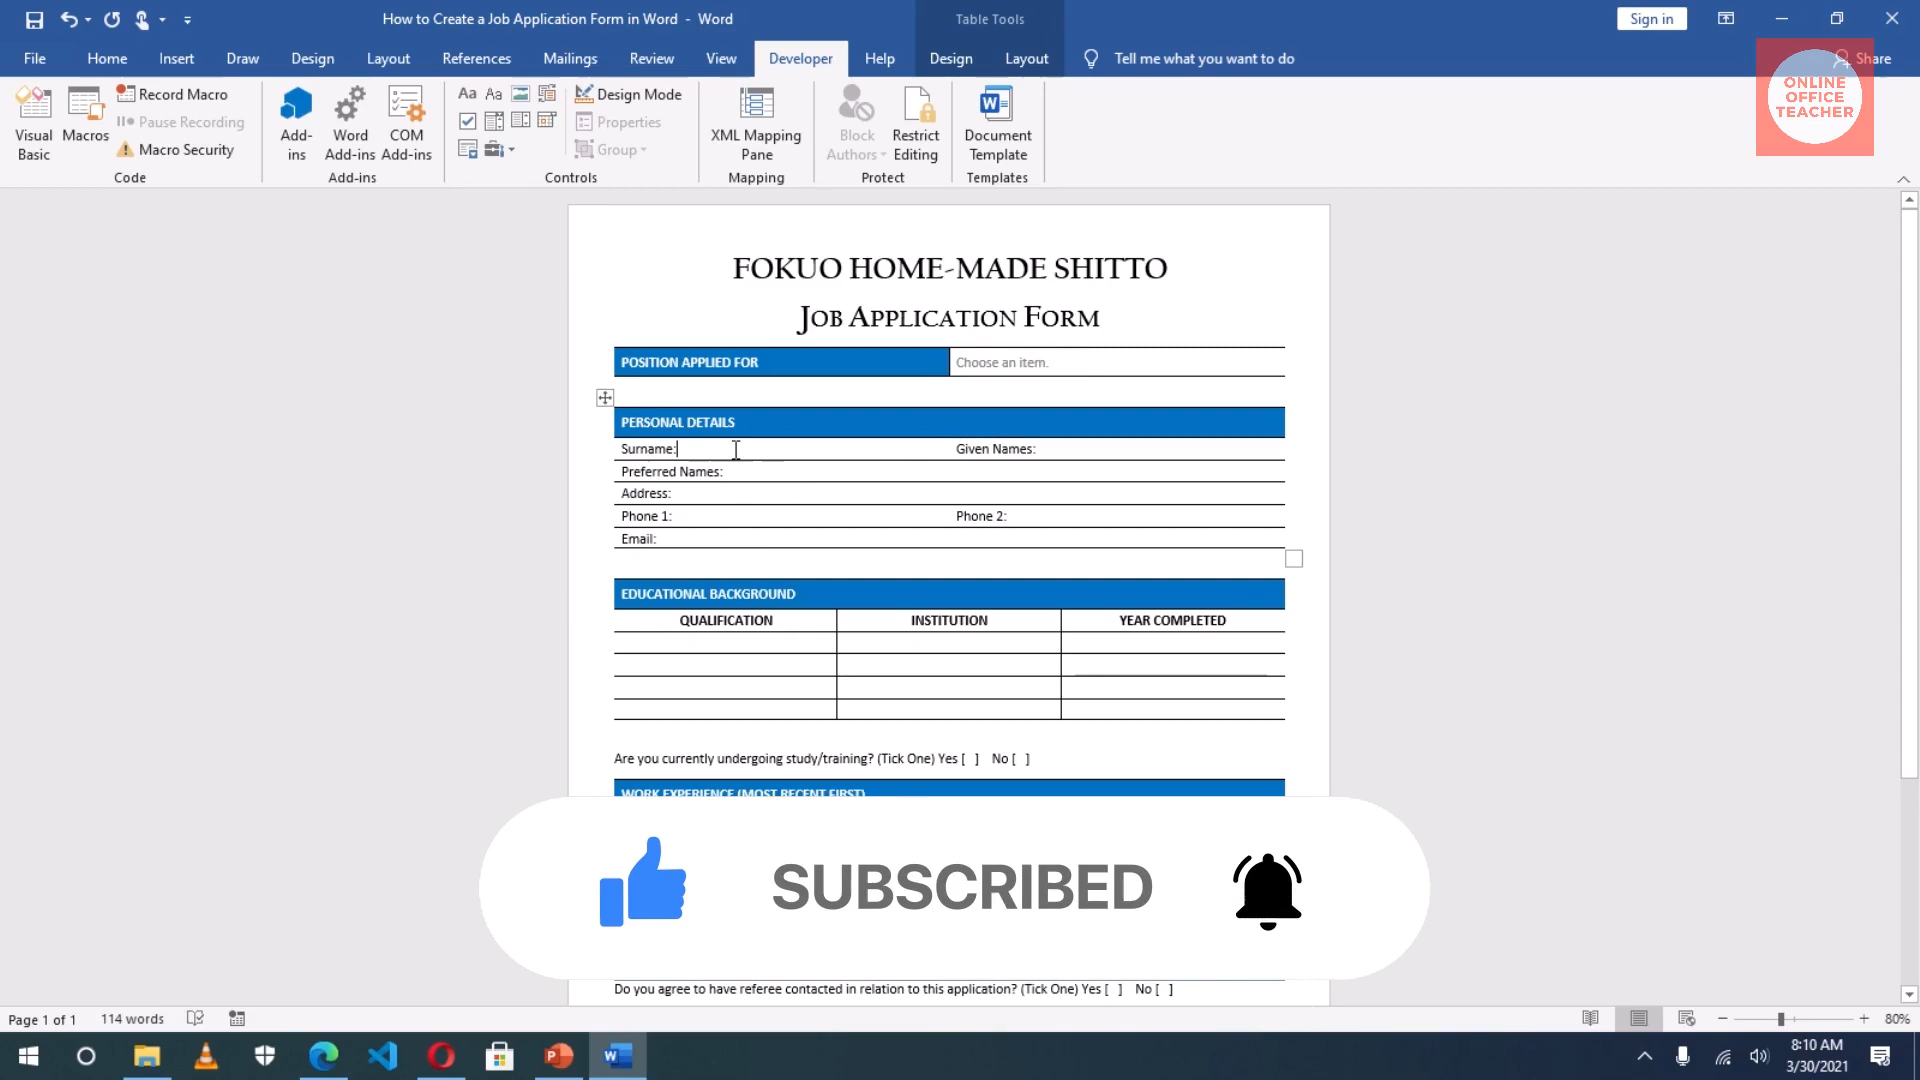 How to Create a Job Application Form in Word - Word
Table Tools
Sign in
File Home Insert Draw Design Layout References Mailings Review View Developer Help Design Layout Tell me what you want to do Share
ONLINE
OFFICE
TEACHER
Visual Basic
Macros
Record Macro
Pause Recording
Macro Security
Code
Add-ins
Word Add-ins
COM Add-ins
Add-ins
Aa Aa
Design Mode
Properties
Group
Controls
XML Mapping Pane
Mapping
Block Authors
Restrict Editing
Protect
Document Template
Templates
FOKUO HOME-MADE SHITTO
JOB APPLICATION FORM
POSITION APPLIED FOR Choose an item.
PERSONAL DETAILS
Surname: Given Names:
Preferred Names:
Address:
Phone 1: Phone 2:
Email:
EDUCATIONAL BACKGROUND
QUALIFICATION INSTITUTION YEAR COMPLETED
Are you currently undergoing study/training? (Tick One) Yes [ ] No [ ]
WORK EXPERIENCE (MOST RECENT FIRST)
SUBSCRIBED
Do you agree to have referee contacted in relation to this application? (Tick One) Yes [ ] No [ ]
Page 1 of 1 114 words 80%
8:10 AM
3/30/2021